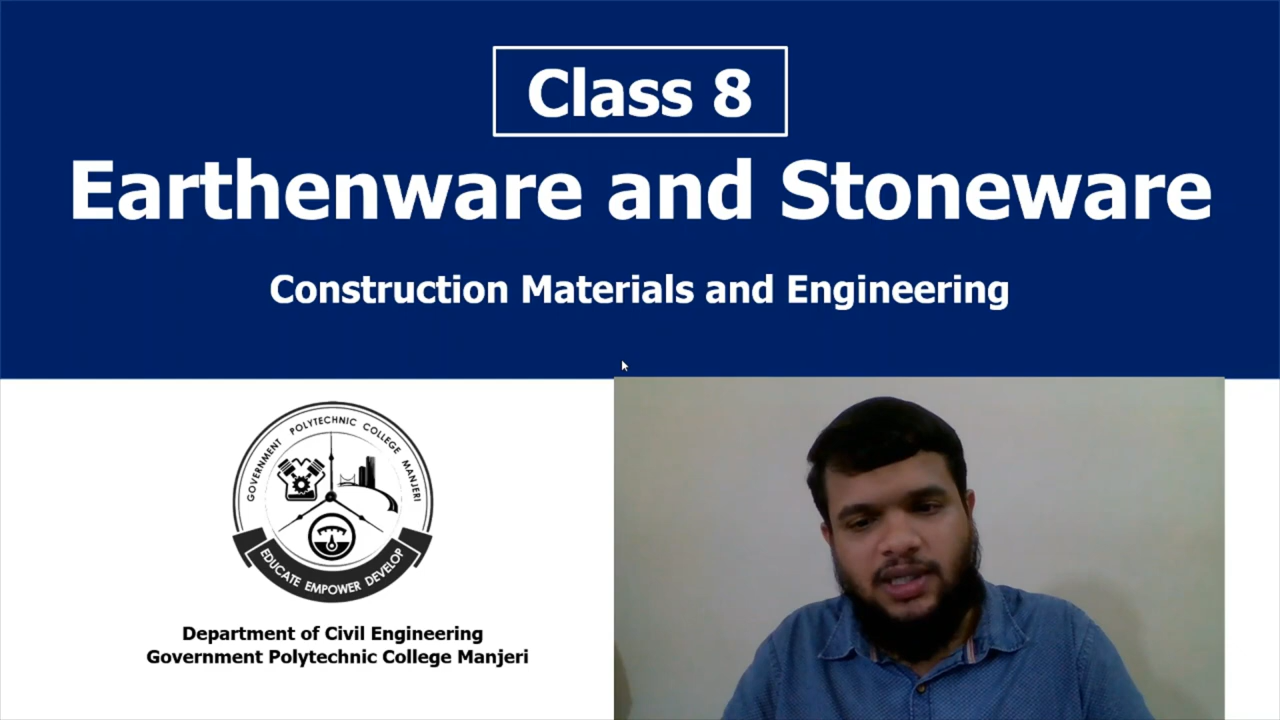 Class 8
Earthenware and Stoneware
Construction Materials and Engineering
GOVERNMENT POLYTECHNIC COLLEGE MANJERI
EDUCATE EMPOWER DEVELOP
Department of Civil Engineering
Government Polytechnic College Manjeri